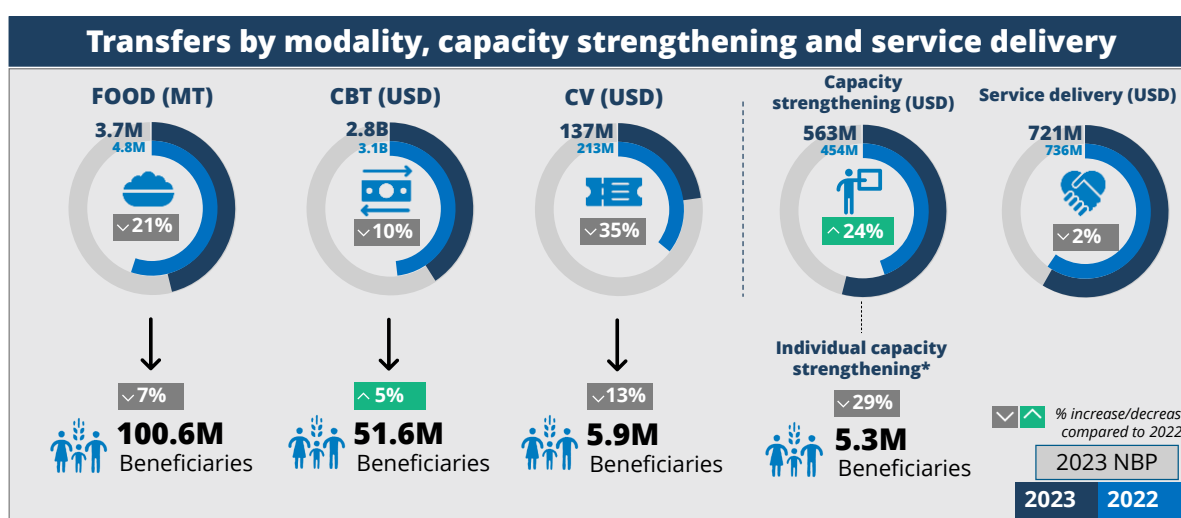 Transfers by modality, capacity strengthening and service delivery
FOOD (MT)
3.7M
4.8M
21%
7%
100.6M
Beneficiaries
CBT (USD)
2.8B
3.1B
10%
5%
51.6M
Beneficiaries
CV (USD)
137M
213M
35%
13%
5.9M
Beneficiaries
Capacity
strengthening (USD)
563M
454M
24%
Individual capacity
strengthening*
29%
5.3M
Beneficiaries
Service delivery (USD)
721M
736M
2%
% increase/decreas
compared to 2022
2023 NBP
2023 2022